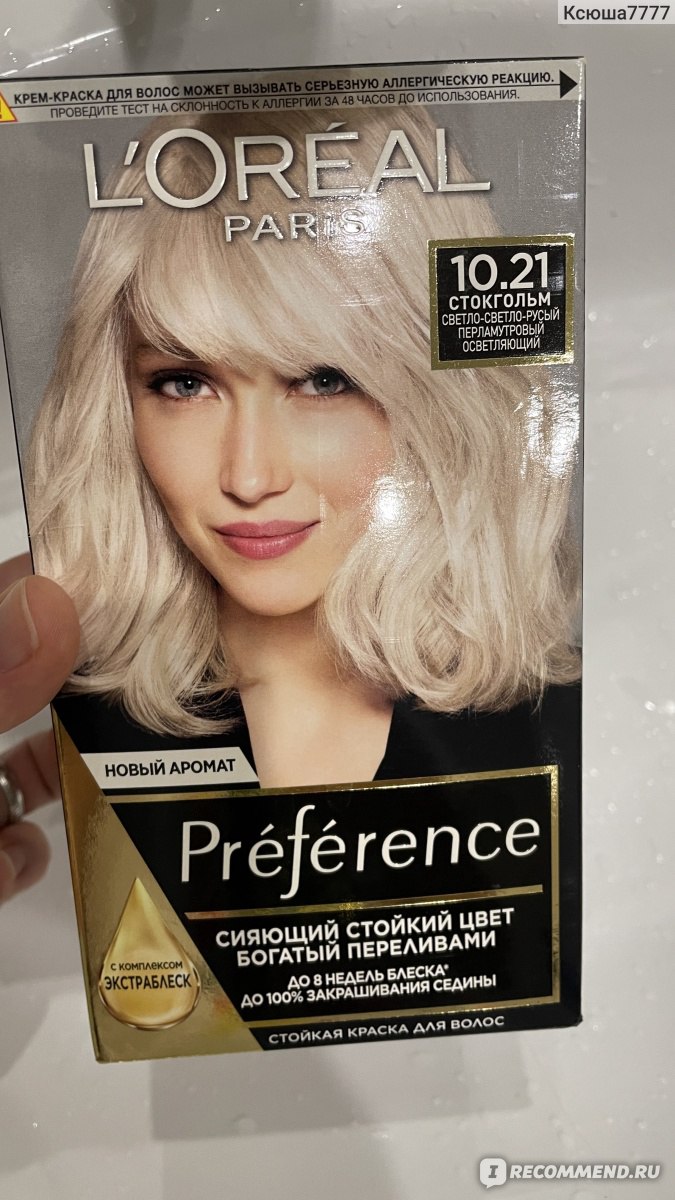 Ксюша7777
КРЕМ-КРАСКА ДЛЯ ВОЛОС МОЖЕТ ВЫЗЫВАТЬ СЕРЬЕЗНУЮ АЛЛЕРГИЧЕСКУЮ РЕАКЦИЮ.
ПРОВЕДИТЕ ТЕСТ НА СКЛОННОСТЬ К АЛЛЕРГИИ ЗА 48 ЧАСОВ ДО ИСПОЛЬЗОВАНИЯ.
L'ORÉAL
PARiS
10.21
СТОКГОЛЬМ
СВЕТЛО-СВЕТЛО-РУСЫЙ
ПЕРЛАМУТРОВЫЙ
ОСВЕТЛЯЮЩИЙ
НОВЫЙ АРОМАТ
Préférence
СИЯЮЩИЙ СТОЙКИЙ ЦВЕТ
БОГАТЫЙ ПЕРЕЛИВАМИ
С КОМПЛЕКСОМ
ЭКСТРАБЛЕСК
ДО 8 НЕДЕЛЬ БЛЕСКА*
ДО 100% ЗАКРАШИВАНИЯ СЕДИНЫ
СТОЙКАЯ КРАСКА ДЛЯ ВОЛОС
IRECOMMEND.RU